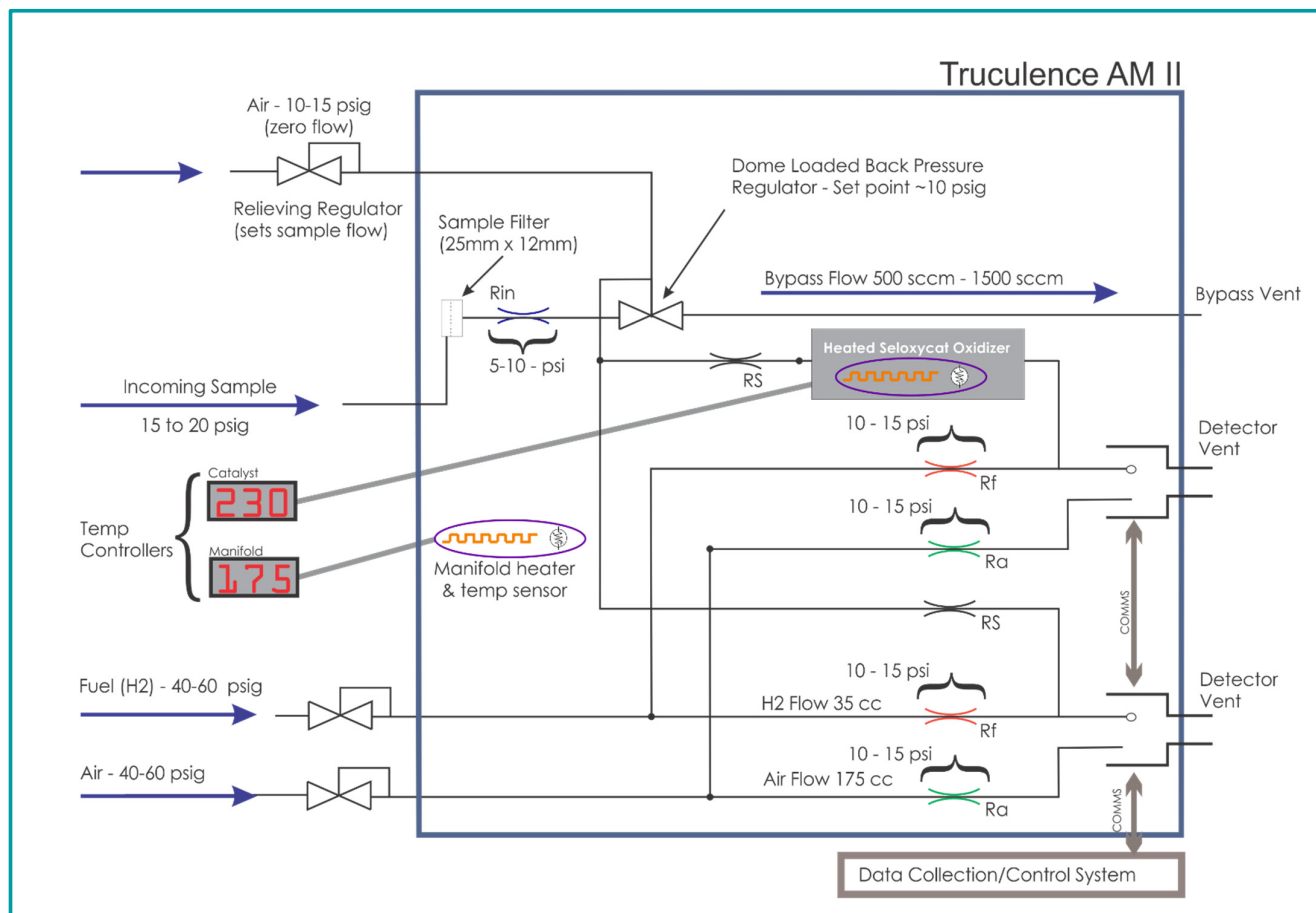 Truculence AM II
Air - 10-15 psig
(zero flow)
Relieving Regulator
(sets sample flow)
Dome Loaded Back Pressure
Regulator - Set point ~10 psig
Sample Filter
(25mm x 12mm)
Rin
5-10 - psi
Bypass Flow 500 sccm - 1500 sccm
Bypass Vent
Heated Seloxycat Oxidizer
RS
Incoming Sample
15 to 20 psig
10 - 15 psi
Rf
Detector
Vent
Catalyst
230
Temp
Controllers
Manifold
175
Manifold heater
& temp sensor
10 - 15 psi
Ra
COMMS
RS
Fuel (H2) - 40-60 psig
10 - 15 psi
H2 Flow 35 cc
Rf
Detector
Vent
Air - 40-60 psig
10 - 15 psi
Air Flow 175 cc
Ra
COMMS
Data Collection/Control System